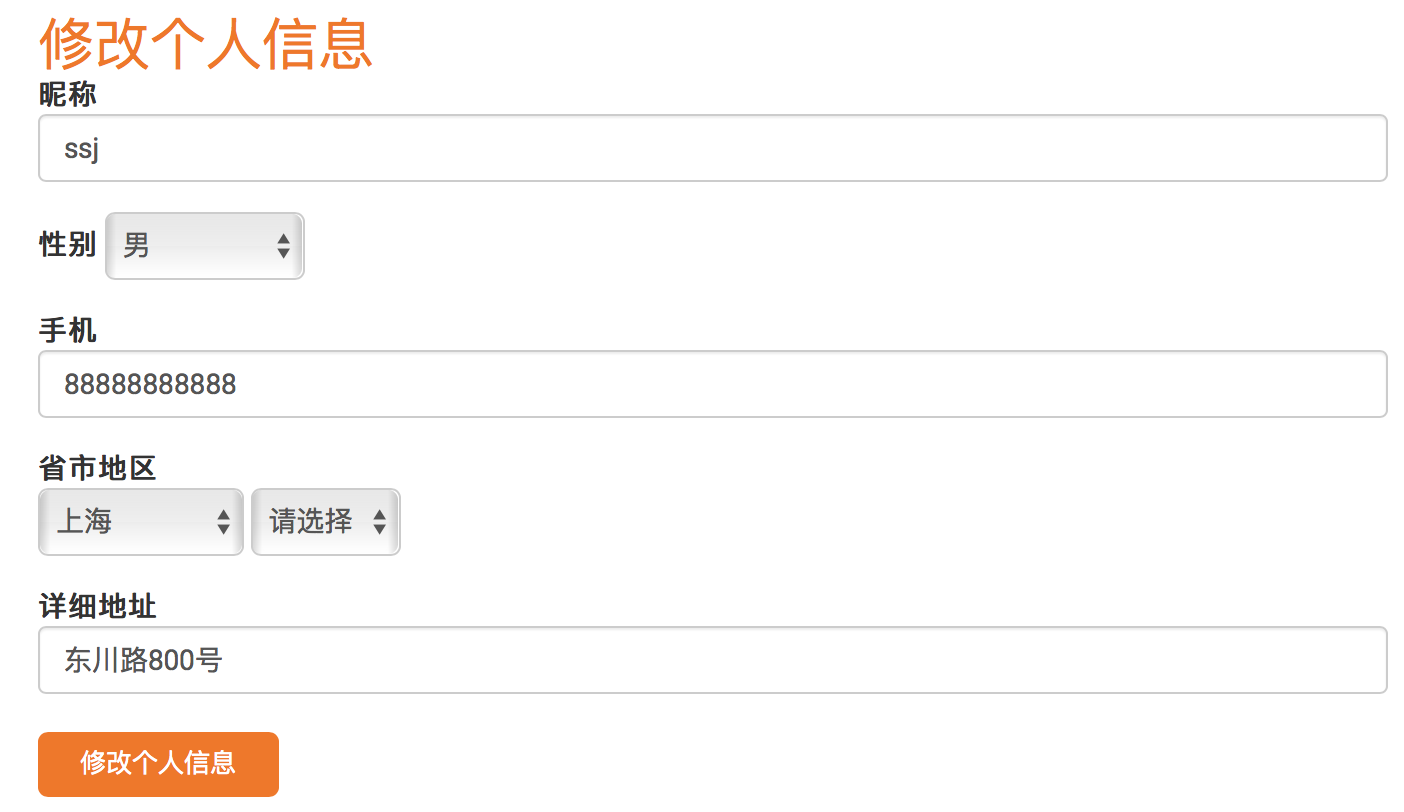 修改个人信息
昵称
ssj
性别 男
手机
88888888888
省市地区
上海 请选择
详细地址
东川路800号
修改个人信息